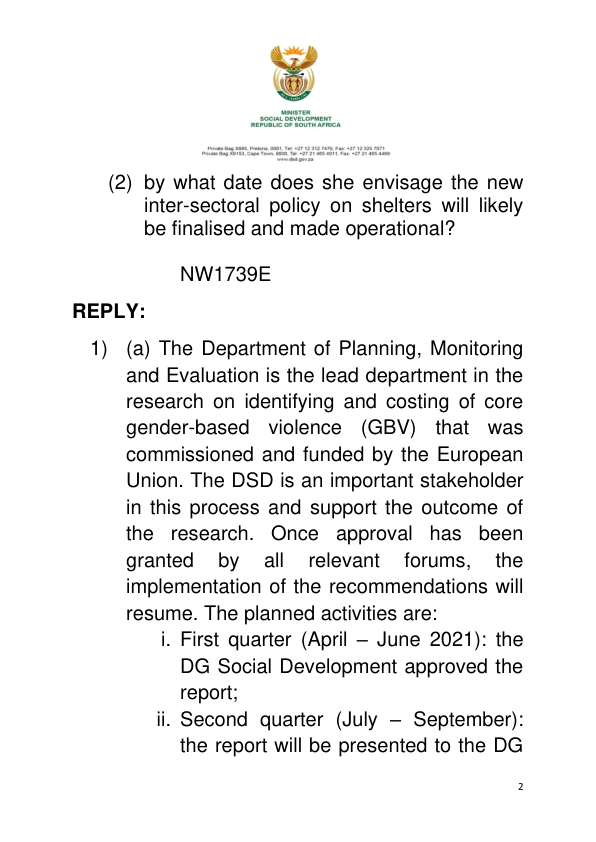 MINISTER
SOCIAL DEVELOPMENT
REPUBLIC OF SOUTH AFRICA
Private Bag X885, Pretoria, 0001, Tel: +27 12 312 7476, Fax: +27 12 325 7071
Private Bag X9153, Cape Town, 8000, Tel: +27 21 465 4011, Fax: +27 21 465 4469
www.dsd.gov.za
(2) by what date does she envisage the new
inter-sectoral policy on shelters will likely
be finalised and made operational?
NW1739E
REPLY:
1) (a) The Department of Planning, Monitoring
and Evaluation is the lead department in the
research on identifying and costing of core
gender-based violence (GBV) that was
commissioned and funded by the European
Union. The DSD is an important stakeholder
in this process and support the outcome of
the research. Once approval has been
granted by all relevant forums, the
implementation of the recommendations will
resume. The planned activities are:
i. First quarter (April – June 2021): the
DG Social Development approved the
report;
ii. Second quarter (July – September):
the report will be presented to the DG
2